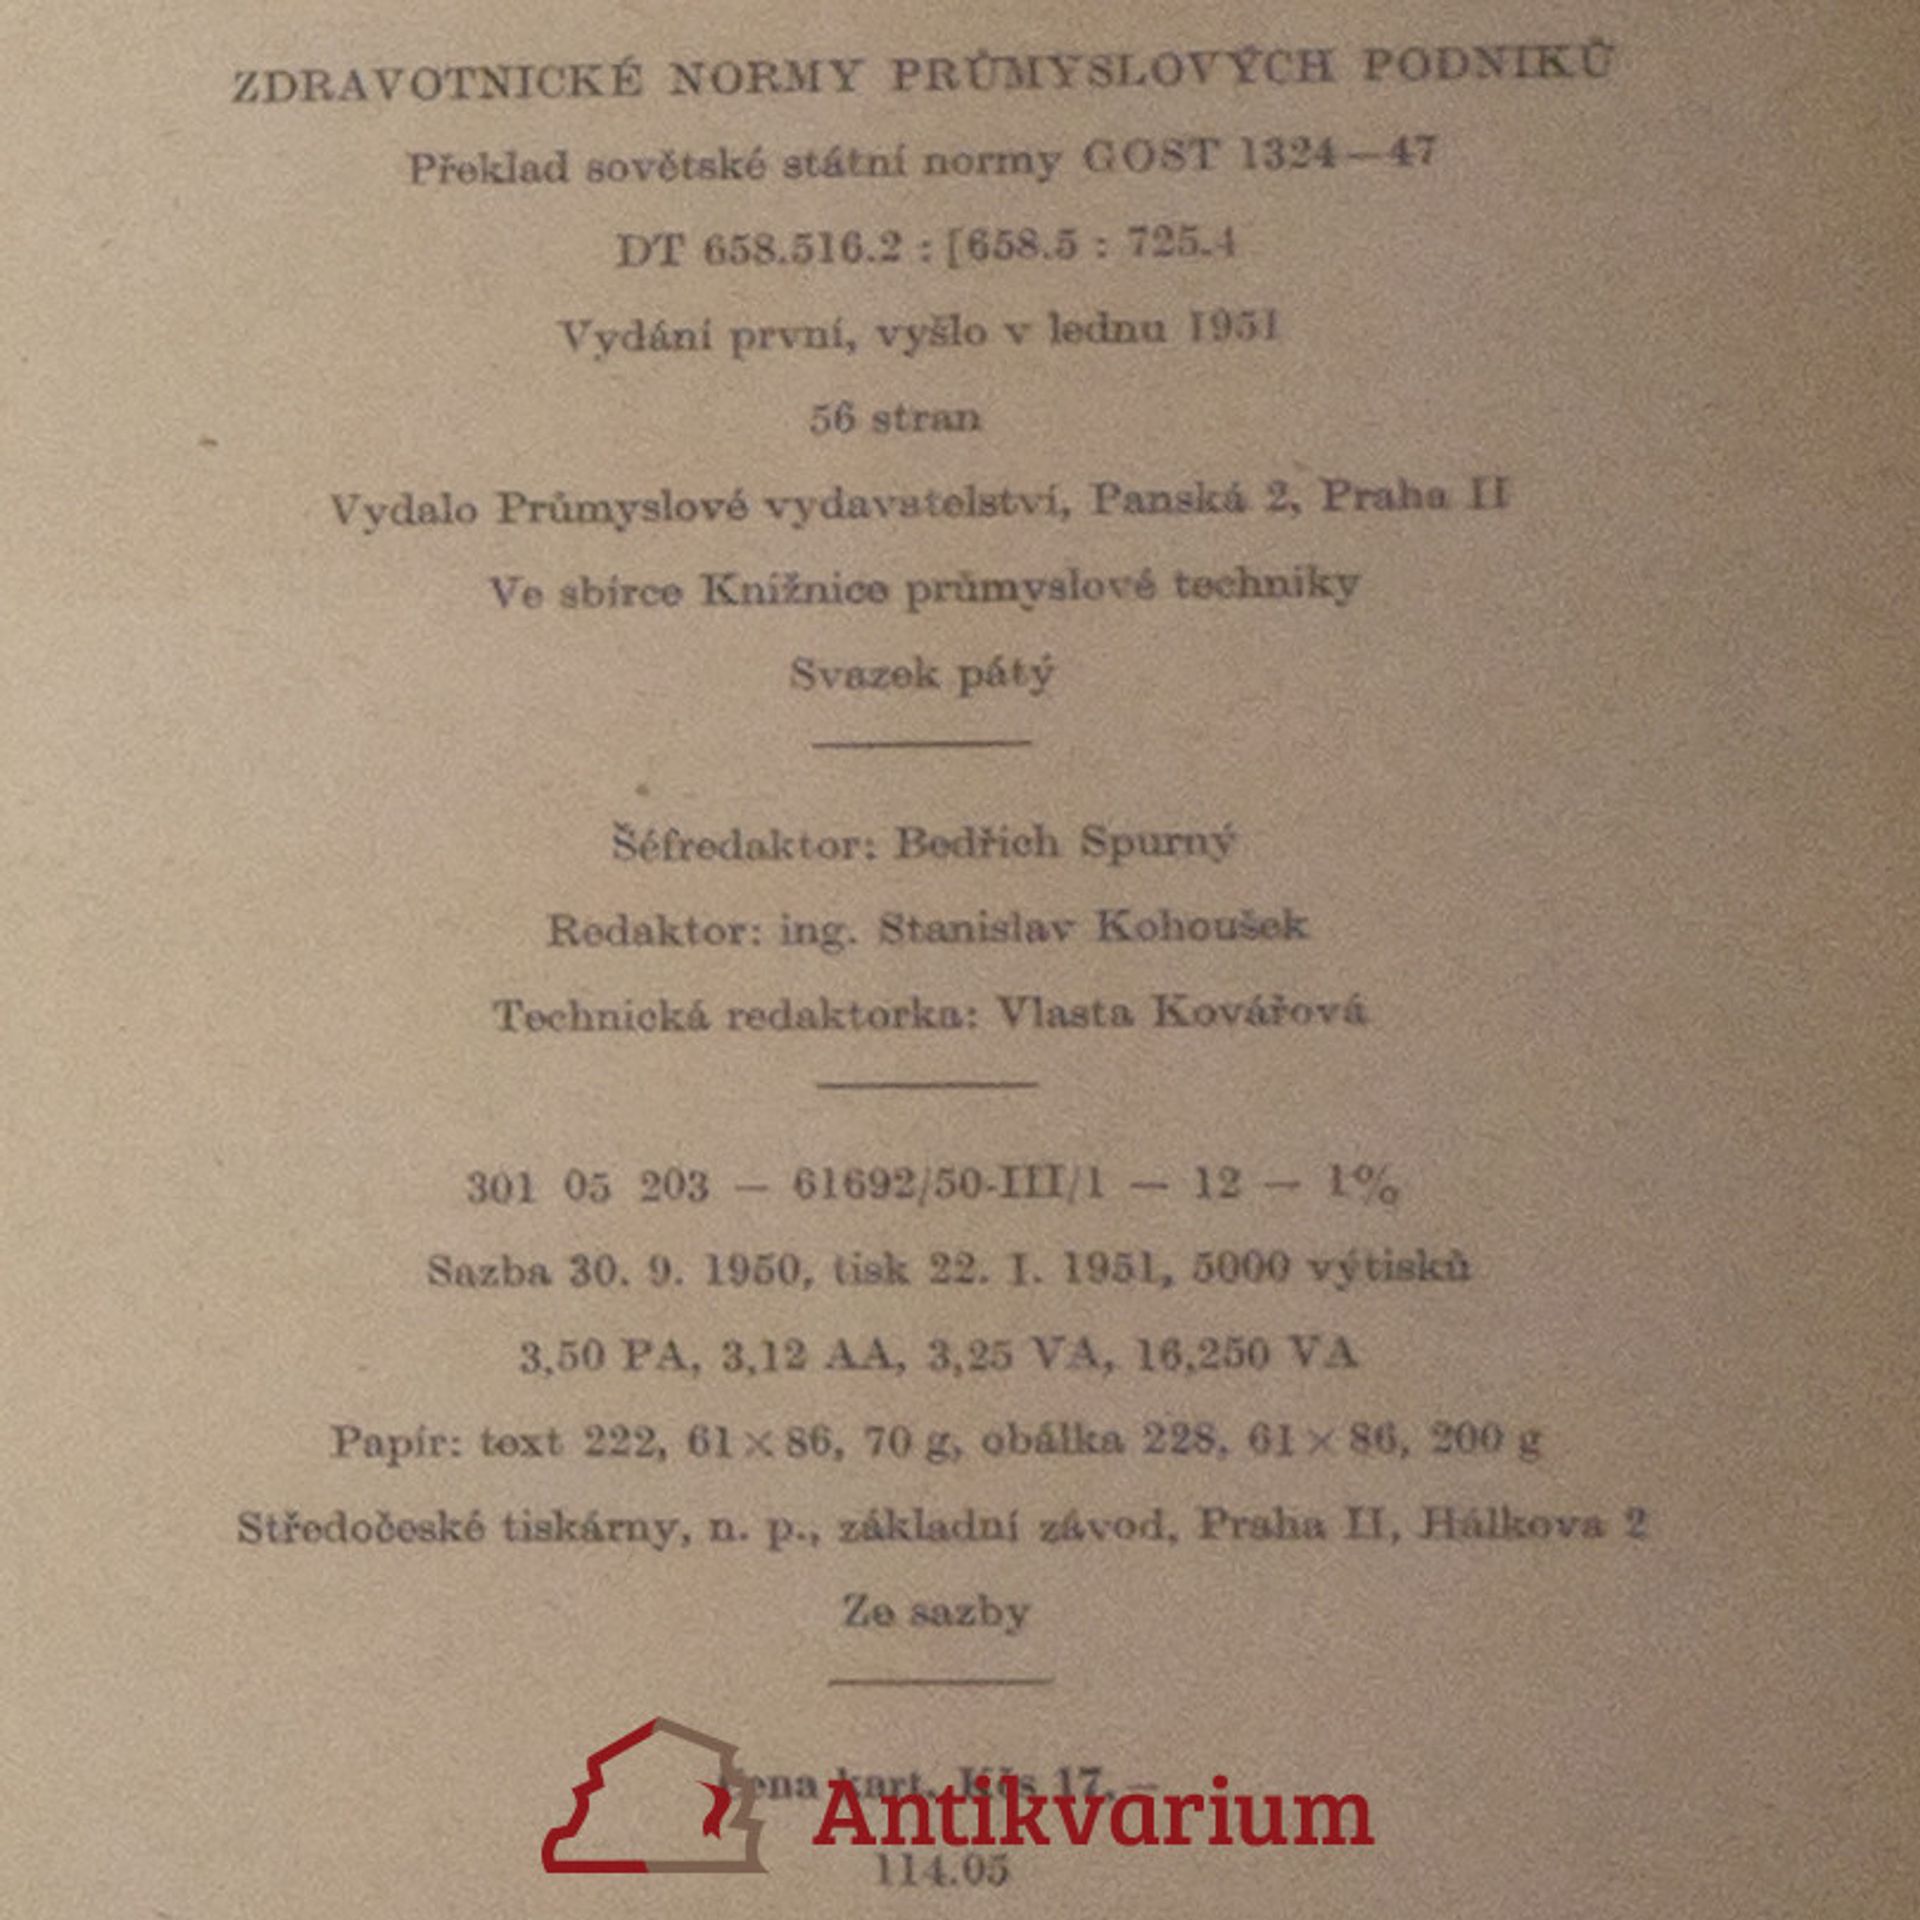 ZDRAVOTNICKÉ NORMY PRŮMYSLOVÝCH PODNIKŮ
Překlad sovětské státní normy GOST 1324—47
DT 658.516.2 : [658.5 : 725.4
Vydání první, vyšlo v lednu 1951
56 stran
Vydalo Průmyslové vydavatelství, Panská 2, Praha II
Ve sbírce Knížnice průmyslové techniky
Svazek pátý
Šéfredaktor: Bedřich Spurný
Redaktor: ing. Stanislav Kohoušek
Technická redaktorka: Vlasta Kovářová
301 05 203 — 61692/50-III/1 — 12 — 1%
Sazba 30. 9. 1950, tisk 22. I. 1951, 5000 výtisků
3,50 PA, 3,12 AA, 3,25 VA, 16,250 VA
Papír: text 222, 61×86, 70 g, obálka 228, 61×86, 200 g
Středočeské tiskárny, n. p., základní závod, Praha II, Hálkova 2
Ze sazby
Cena kart. Kčs 17,—
Antikvarium
114.05